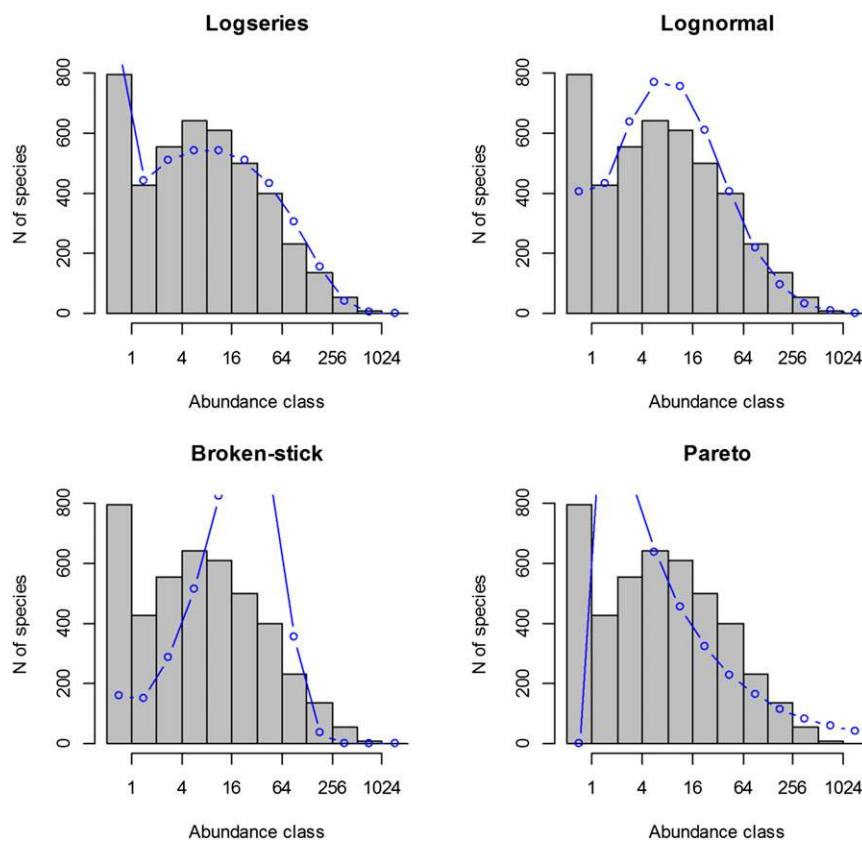 Logseries
N of species
0 200 400 600 800
1 4 16 64 256 1024
Abundance class
Lognormal
N of species
0 200 400 600 800
1 4 16 64 256 1024
Abundance class
Broken-stick
N of species
0 200 400 600 800
1 4 16 64 256 1024
Abundance class
Pareto
N of species
0 200 400 600 800
1 4 16 64 256 1024
Abundance class